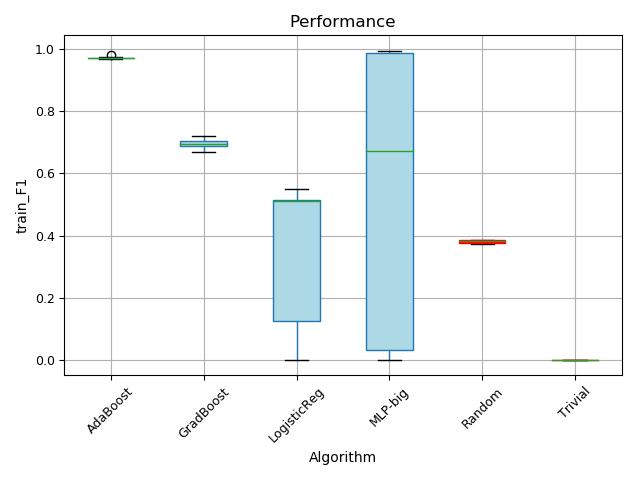 Performance
train_F1
1.0
0.8
0.6
0.4
0.2
0.0
AdaBoost
GradBoost
LogisticReg
MLP-big
Random
Trivial
Algorithm